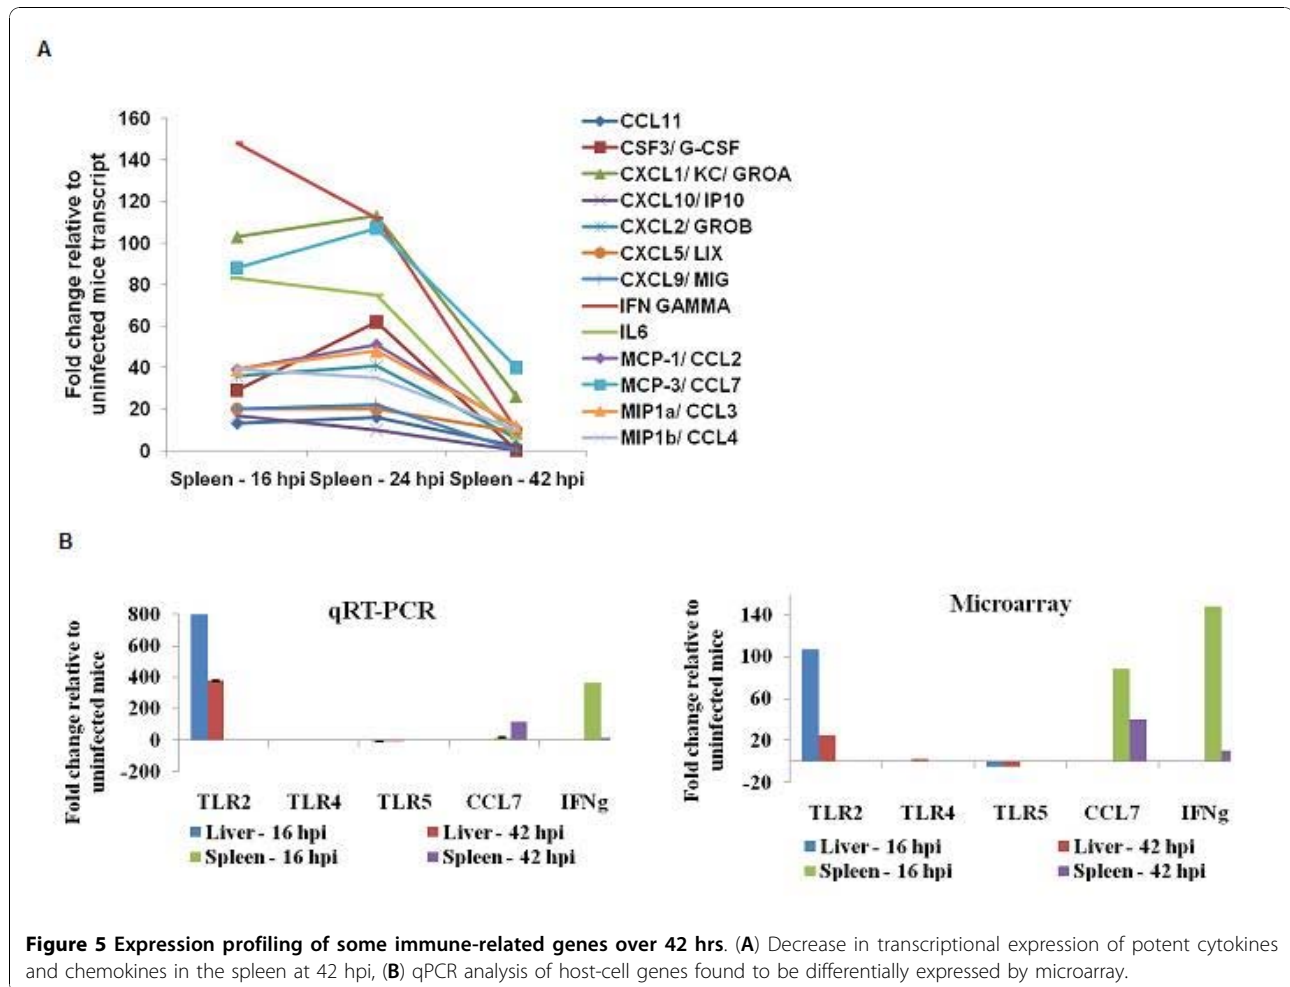 A
Fold change relative to
uninfected mice transcript
160
140
120
100
80
60
40
20
0
Spleen - 16 hpi Spleen - 24 hpi Spleen - 42 hpi
CCL11
CSF3/ G-CSF
CXCL1/ KC/ GROA
CXCL10/ IP10
CXCL2/ GROB
CXCL5/ LIX
CXCL9/ MIG
IFN GAMMA
IL6
MCP-1/ CCL2
MCP-3/ CCL7
MIP1a/ CCL3
MIP1b/ CCL4
B
qRT-PCR
Fold change relative to
uninfected mice
800
600
400
200
0
-200
TLR2 TLR4 TLR5 CCL7 IFNg
Liver - 16 hpi Liver - 42 hpi
Spleen - 16 hpi Spleen - 42 hpi
Microarray
Fold change relative to
uninfected mice
140
100
60
20
-20
TLR2 TLR4 TLR5 CCL7 IFNg
Liver - 16 hpi Liver - 42 hpi
Spleen - 16 hpi Spleen - 42 hpi
Figure 5 Expression profiling of some immune-related genes over 42 hrs. (A) Decrease in transcriptional expression of potent cytokines
and chemokines in the spleen at 42 hpi, (B) qPCR analysis of host-cell genes found to be differentially expressed by microarray.